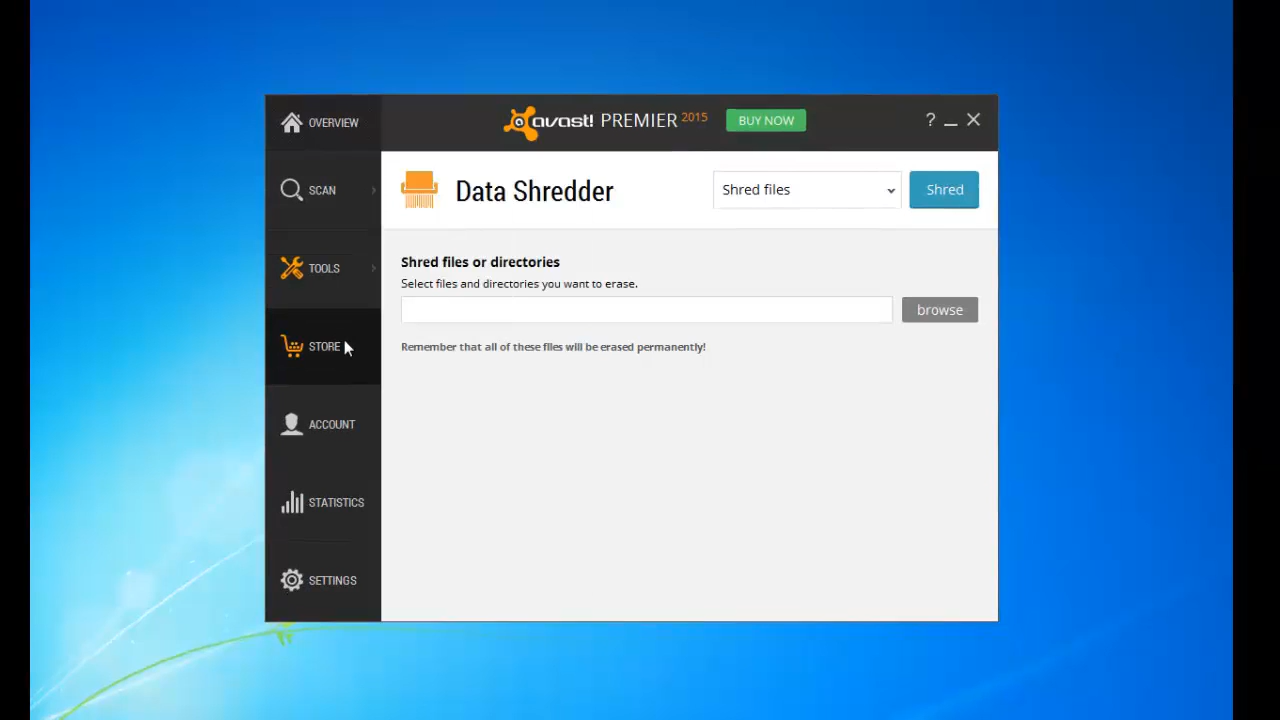 OVERVIEW
avast! PREMIER 2015
BUY NOW
?
SCAN
Data Shredder
Shred files
Shred
Shred files or directories
TOOLS
Select files and directories you want to erase.
browse
STORE
Remember that all of these files will be erased permanently!
ACCOUNT
STATISTICS
SETTINGS